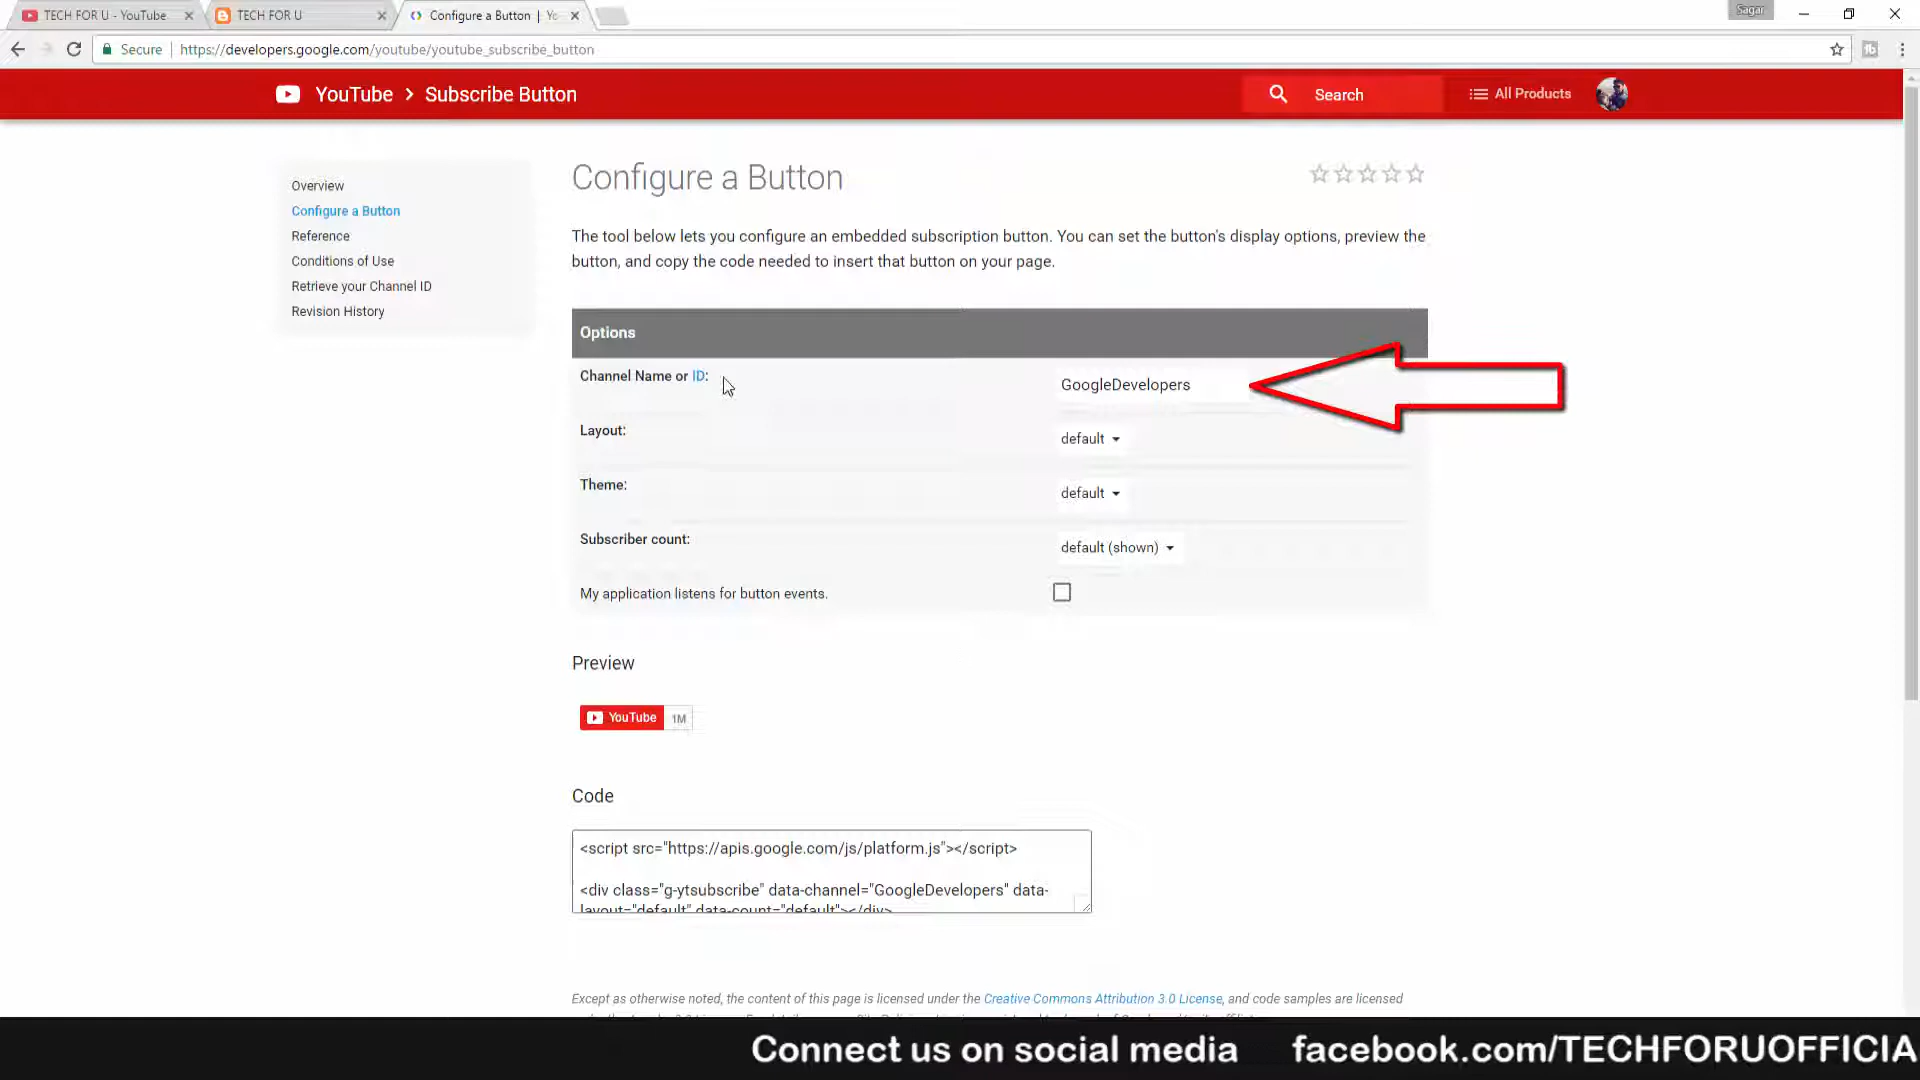 TECH FOR U - YouTube
TECH FOR U
Configure a Button | Yo
Sagar
Secure
https://developers.google.com/youtube/youtube_subscribe_button
YouTube > Subscribe Button
Search
All Products
Overview
Configure a Button
Reference
Conditions of Use
Retrieve your Channel ID
Revision History
Configure a Button
The tool below lets you configure an embedded subscription button. You can set the button's display options, preview the
button, and copy the code needed to insert that button on your page.
Options
Channel Name or ID:
GoogleDevelopers
Layout:
default
Theme:
default
Subscriber count:
default (shown)
My application listens for button events.
Preview
YouTube 1M
Code
<script src="https://apis.google.com/js/platform.js"></script>
<div class="g-ytsubscribe" data-channel="GoogleDevelopers" data-
layout="default" data-count="default"></div>
Except as otherwise noted, the content of this page is licensed under the Creative Commons Attribution 3.0 License, and code samples are licensed
Connect us on social media
facebook.com/TECHFORUOFFICIA